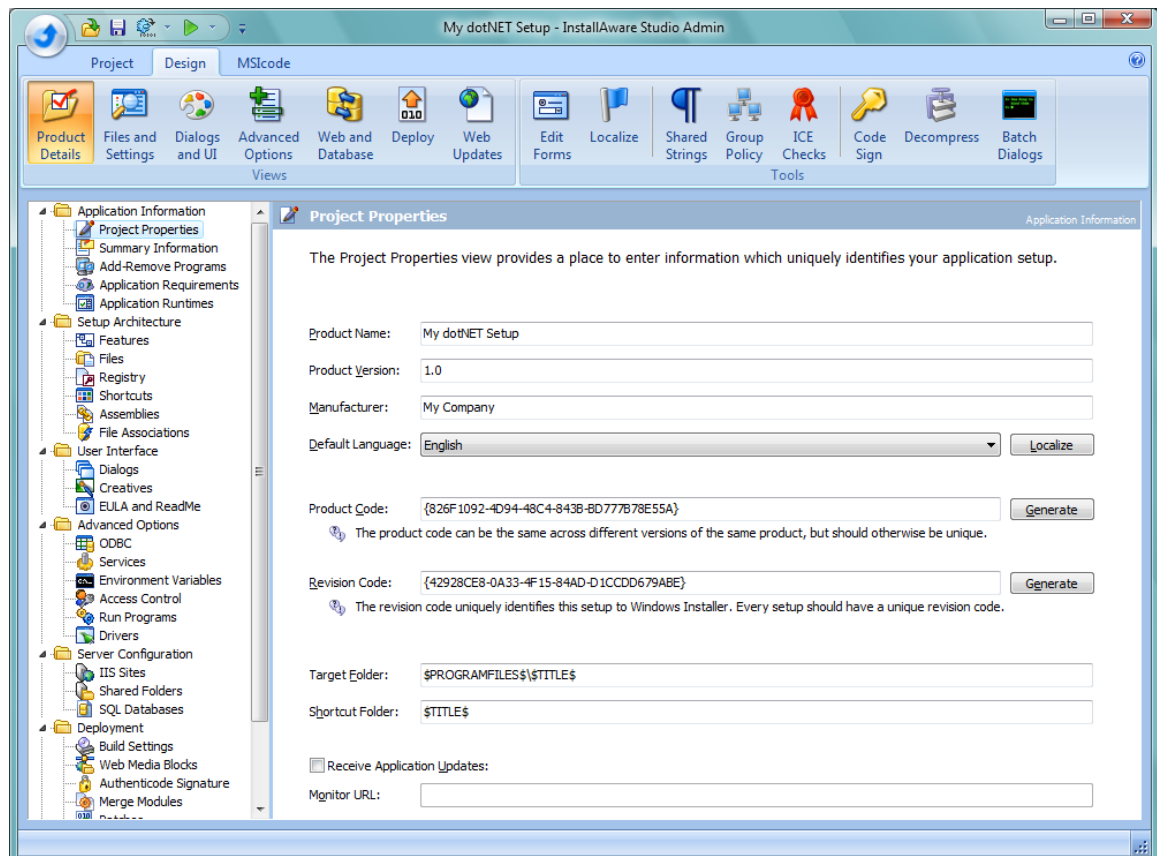 My dotNET Setup - InstallAware Studio Admin
Project Design MSIcode
Product Details
Files and Settings
Dialogs and UI
Advanced Options
Web and Database
Deploy
Web Updates
Edit Forms
Localize
Shared Strings
Group Policy
ICE Checks
Code Sign
Decompress
Batch Dialogs
Views
Tools
Application Information
Project Properties
Summary Information
Add-Remove Programs
Application Requirements
Application Runtimes
Setup Architecture
Features
Files
Registry
Shortcuts
Assemblies
File Associations
User Interface
Dialogs
Creatives
EULA and ReadMe
Advanced Options
ODBC
Services
Environment Variables
Access Control
Run Programs
Drivers
Server Configuration
IIS Sites
Shared Folders
SQL Databases
Deployment
Build Settings
Web Media Blocks
Authenticode Signature
Merge Modules
Project Properties
Application Information
The Project Properties view provides a place to enter information which uniquely identifies your application setup.
Product Name: My dotNET Setup
Product Version: 1.0
Manufacturer: My Company
Default Language: English Localize
Product Code: {826F1092-4D94-48C4-843B-BD777B78E55A} Generate
The product code can be the same across different versions of the same product, but should otherwise be unique.
Revision Code: {42928CE8-0A33-4F15-84AD-D1CCDD679ABE} Generate
The revision code uniquely identifies this setup to Windows Installer. Every setup should have a unique revision code.
Target Folder: $PROGRAMFILES$\$TITLE$
Shortcut Folder: $TITLE$
Receive Application Updates:
Monitor URL: